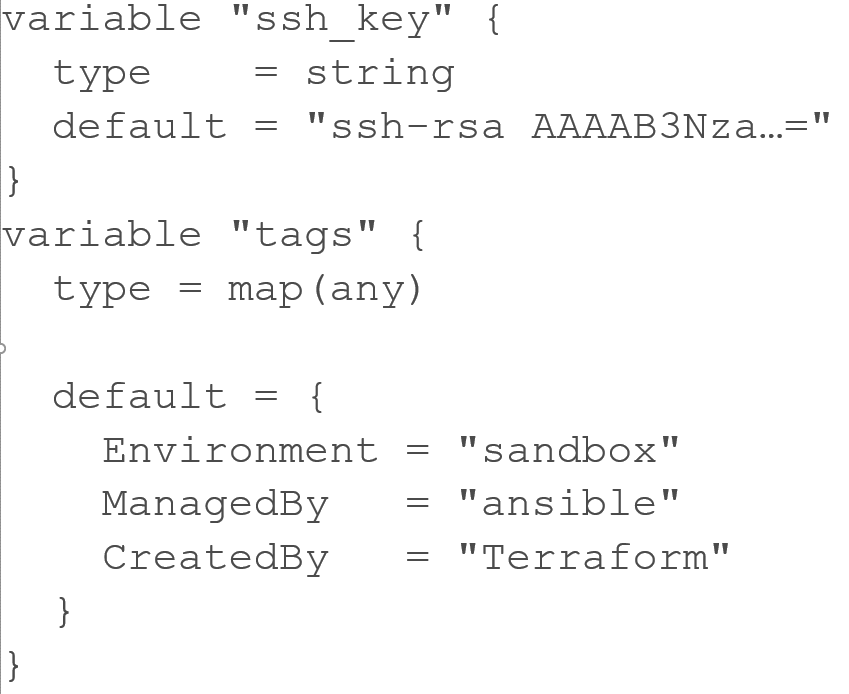 variable "ssh_key" {
  type    = string
  default = "ssh-rsa AAAAB3Nza…="
}
variable "tags" {
  type = map(any)

  default = {
    Environment = "sandbox"
    ManagedBy   = "ansible"
    CreatedBy   = "Terraform"
  }
}